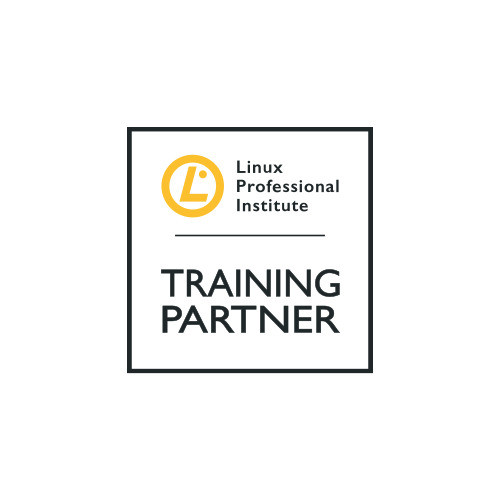 Linux
Professional
Institute
TRAINING
PARTNER